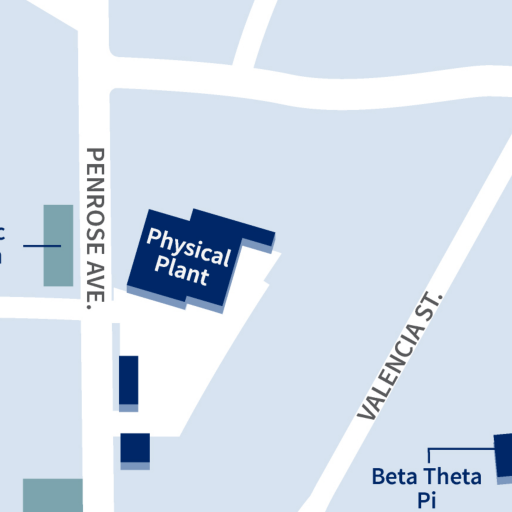 PENROSE AVE.
Physical
Plant
VALENCIA ST.
Beta Theta
Pi